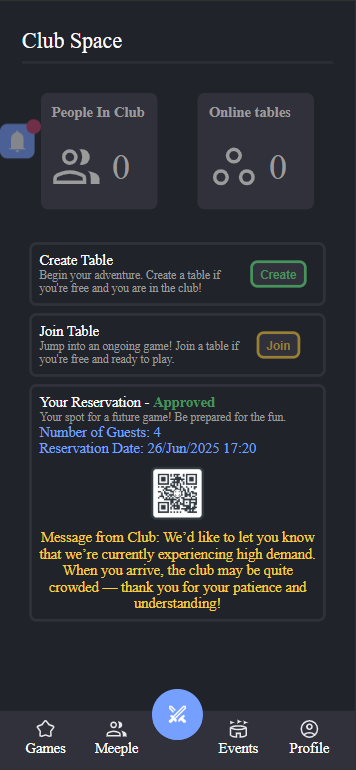 Club Space
People In Club
Online tables
0
0
Create Table
Begin your adventure. Create a table if
you're free and you are in the club!
Create
Join Table
Jump into an ongoing game! Join a table if
you're free and ready to play.
Join
Your Reservation - Approved
Your spot for a future game! Be prepared for the fun.
Number of Guests: 4
Reservation Date: 26/Jun/2025 17:20
Message from Club: We’d like to let you know
that we’re currently experiencing high demand.
When you arrive, the club may be quite
crowded — thank you for your patience and
understanding!
Games
Meeple
Events
Profile